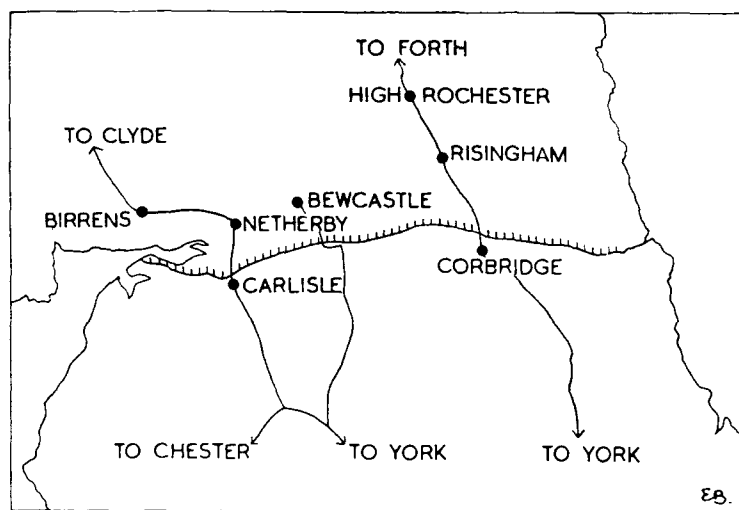 TO FORTH
HIGH ROCHESTER
TO CLYDE
RISINGHAM
BEWCASTLE
BIRRENS
NETHERBY
CORBRIDGE
CARLISLE
TO CHESTER
TO YORK
TO YORK
EB.